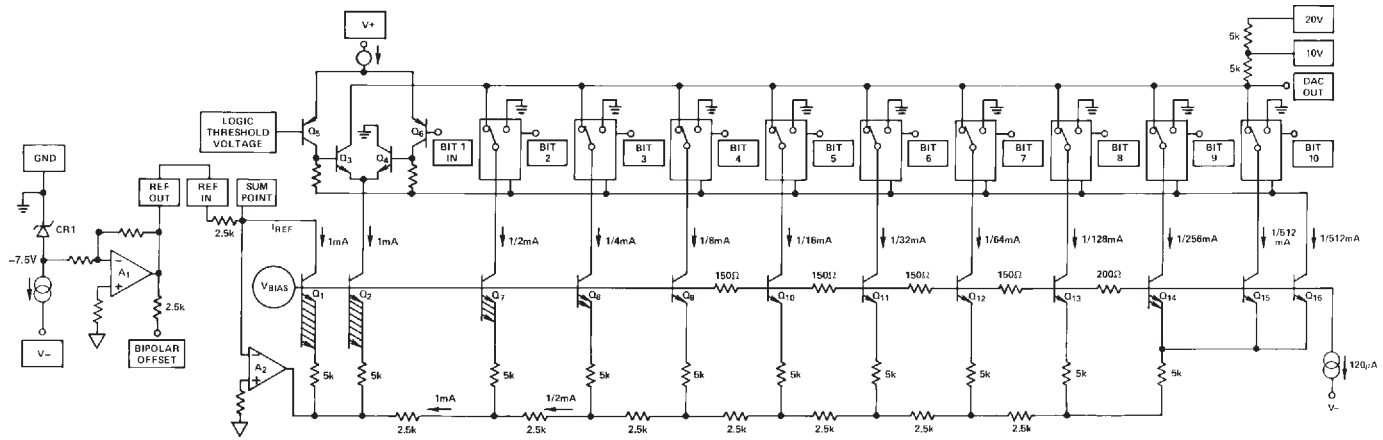 V+
20V
5k
10V
5k
DAC
OUT
LOGIC
THRESHOLD
VOLTAGE
Q5
Q6
Q3
Q4
BIT 1
IN
BIT
2
BIT
3
BIT
4
BIT
5
BIT
6
BIT
7
BIT
8
BIT
9
BIT
10
GND
REF
OUT
REF
IN
SUM
POINT
CR1
2.5k
IREF
1mA
1mA
1/2mA
1/4mA
1/8mA
1/16mA
1/32mA
1/64mA
1/128mA
1/256mA
1/512
mA
1/512mA
-7.5V
A1
− +
VBIAS
150Ω
150Ω
150Ω
150Ω
200Ω
Q1
Q2
Q7
Q8
Q9
Q10
Q11
Q12
Q13
Q14
Q15
Q16
2.5k
V−
BIPOLAR
OFFSET
A2
− +
5k
5k
5k
5k
5k
5k
5k
5k
5k
5k
120μA
V−
1mA
1/2mA
2.5k
2.5k
2.5k
2.5k
2.5k
2.5k
2.5k